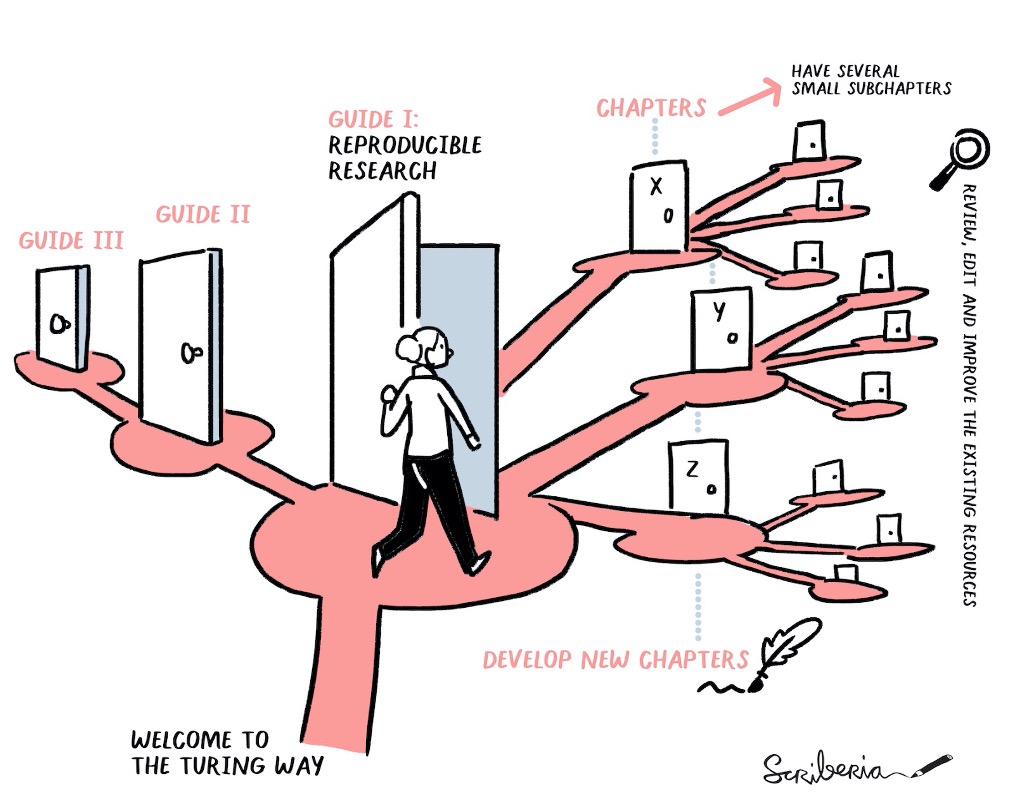 HAVE SEVERAL
SMALL SUBCHAPTERS
CHAPTERS
GUIDE I:
REPRODUCIBLE
RESEARCH
GUIDE II
GUIDE III
X
Y
Z
REVIEW, EDIT AND IMPROVE THE EXISTING RESOURCES
DEVELOP NEW CHAPTERS
WELCOME TO
THE TURING WAY
Scriberia